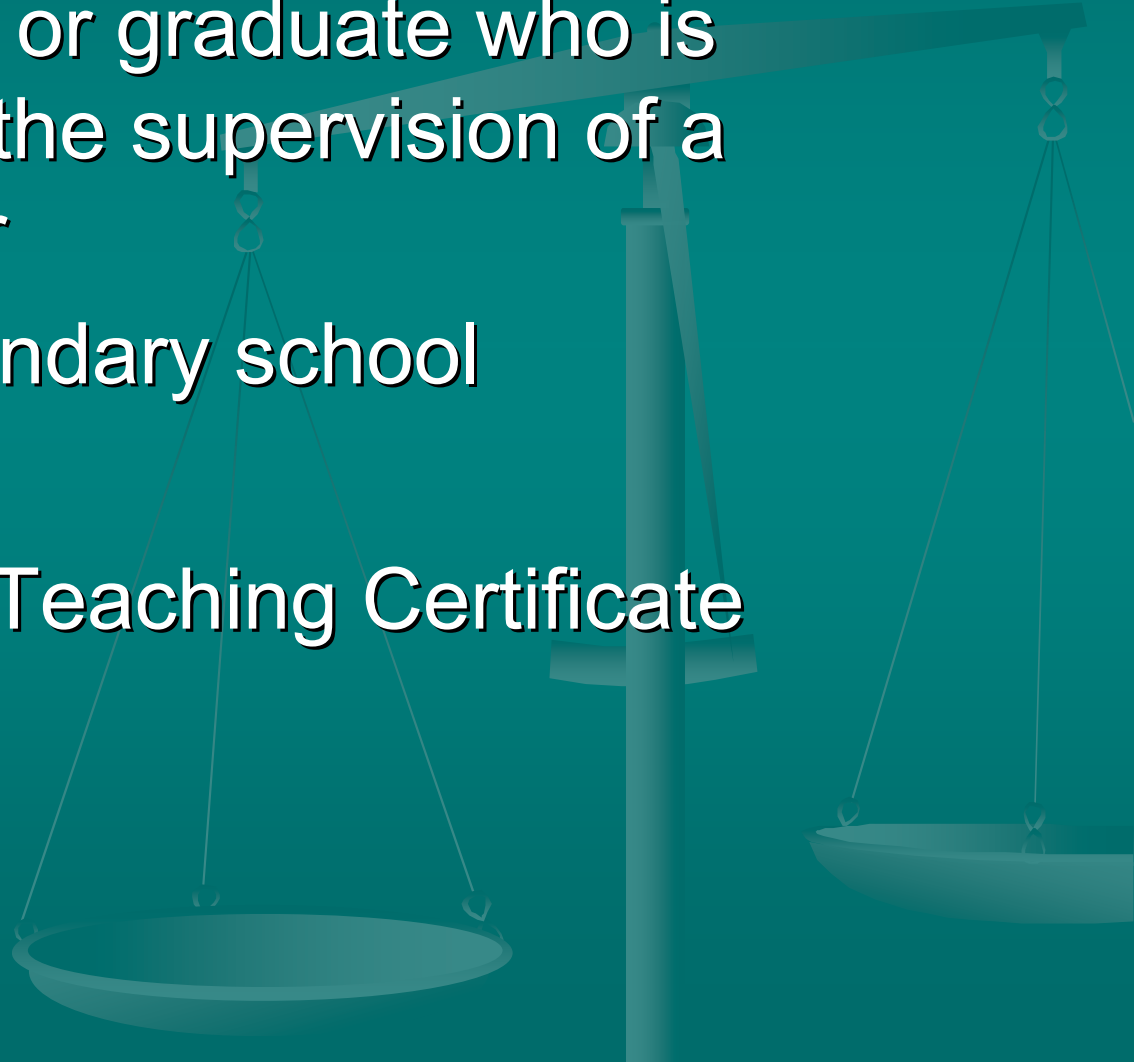 or graduate who is
the supervision of a
ndary school
Teaching Certificate